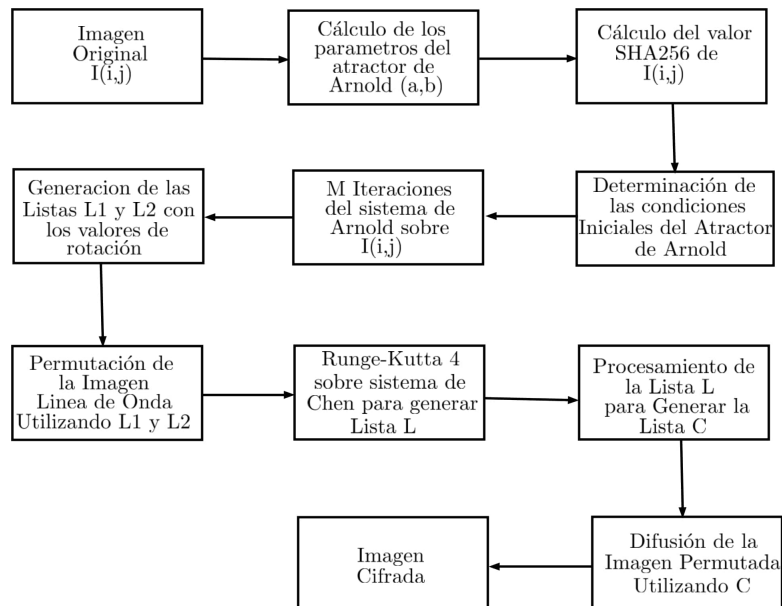 Imagen
Original
I(i,j)
Cálculo de los
parametros del
atractor de
Arnold (a,b)
Cálculo del valor
SHA256 de
I(i,j)
Determinación de
las condiciones
Iniciales del Atractor
de Arnold
M Iteraciones
del sistema de
Arnold sobre
I(i,j)
Generacion de las
Listas L1 y L2 con
los valores de
rotación
Permutación de
la Imagen
Linea de Onda
Utilizando L1 y L2
Runge-Kutta 4
sobre sistema de
Chen para generar
Lista L
Procesamiento de
la Lista L
para Generar la
Lista C
Difusión de la
Imagen Permutada
Utilizando C
Imagen
Cifrada